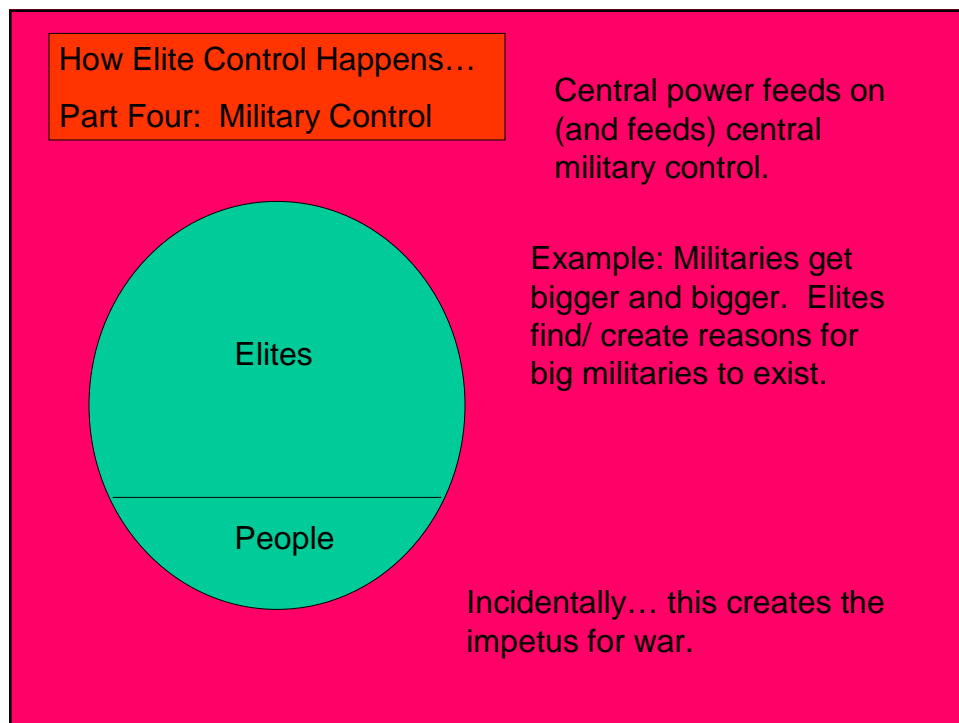 How Elite Control Happens…
Part Four:  Military Control
Central power feeds on
(and feeds) central
military control.
Example: Militaries get
bigger and bigger.  Elites
find/ create reasons for
big militaries to exist.
Elites
People
Incidentally… this creates the
impetus for war.